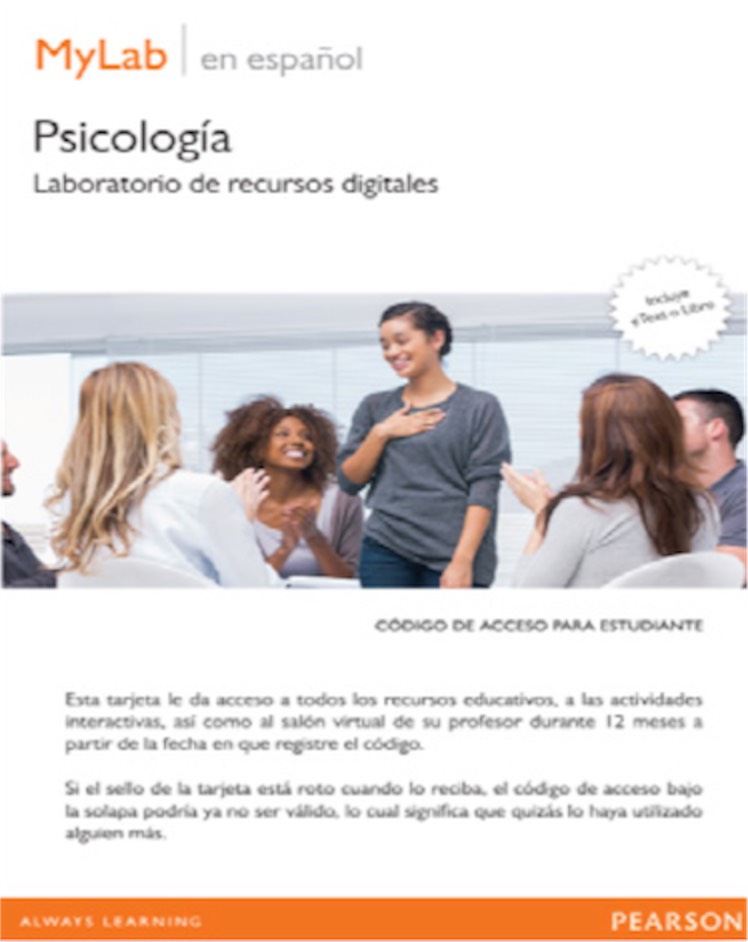 MyLab | en español
Psicología
Laboratorio de recursos digitales
Incluye
eText o Libro
CÓDIGO DE ACCESO PARA ESTUDIANTE
Esta tarjeta le da acceso a todos los recursos educativos, a las actividades
interactivas, así como al salón virtual de su profesor durante 12 meses a
partir de la fecha en que registre el código.
Si el sello de la tarjeta está roto cuando lo reciba, el código de acceso bajo
la solapa podría ya no ser válido, lo cual significa que quizás lo haya utilizado
alguien más.
ALWAYS LEARNING
PEARSON